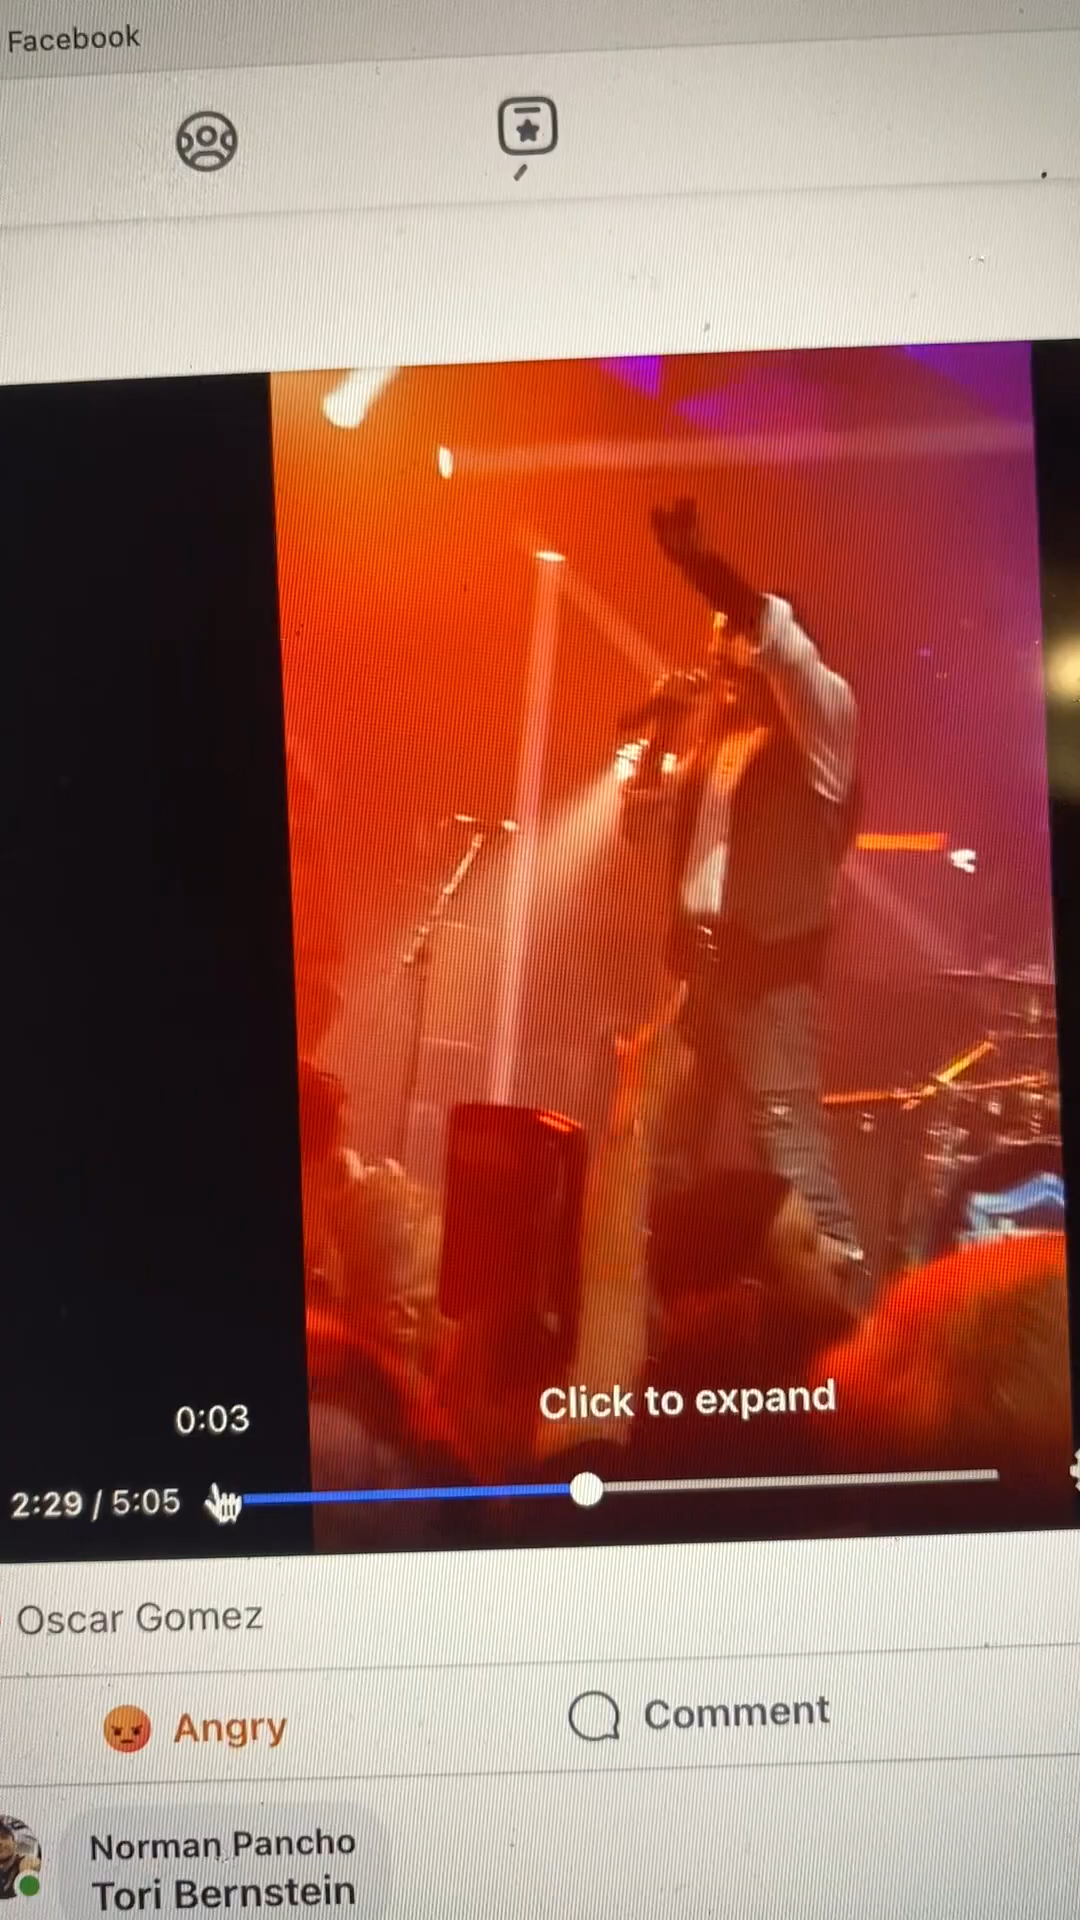 Facebook
Click to expand
0:03
2:29 / 5:05
Oscar Gomez
Angry
Comment
Norman Pancho
Tori Bernstein